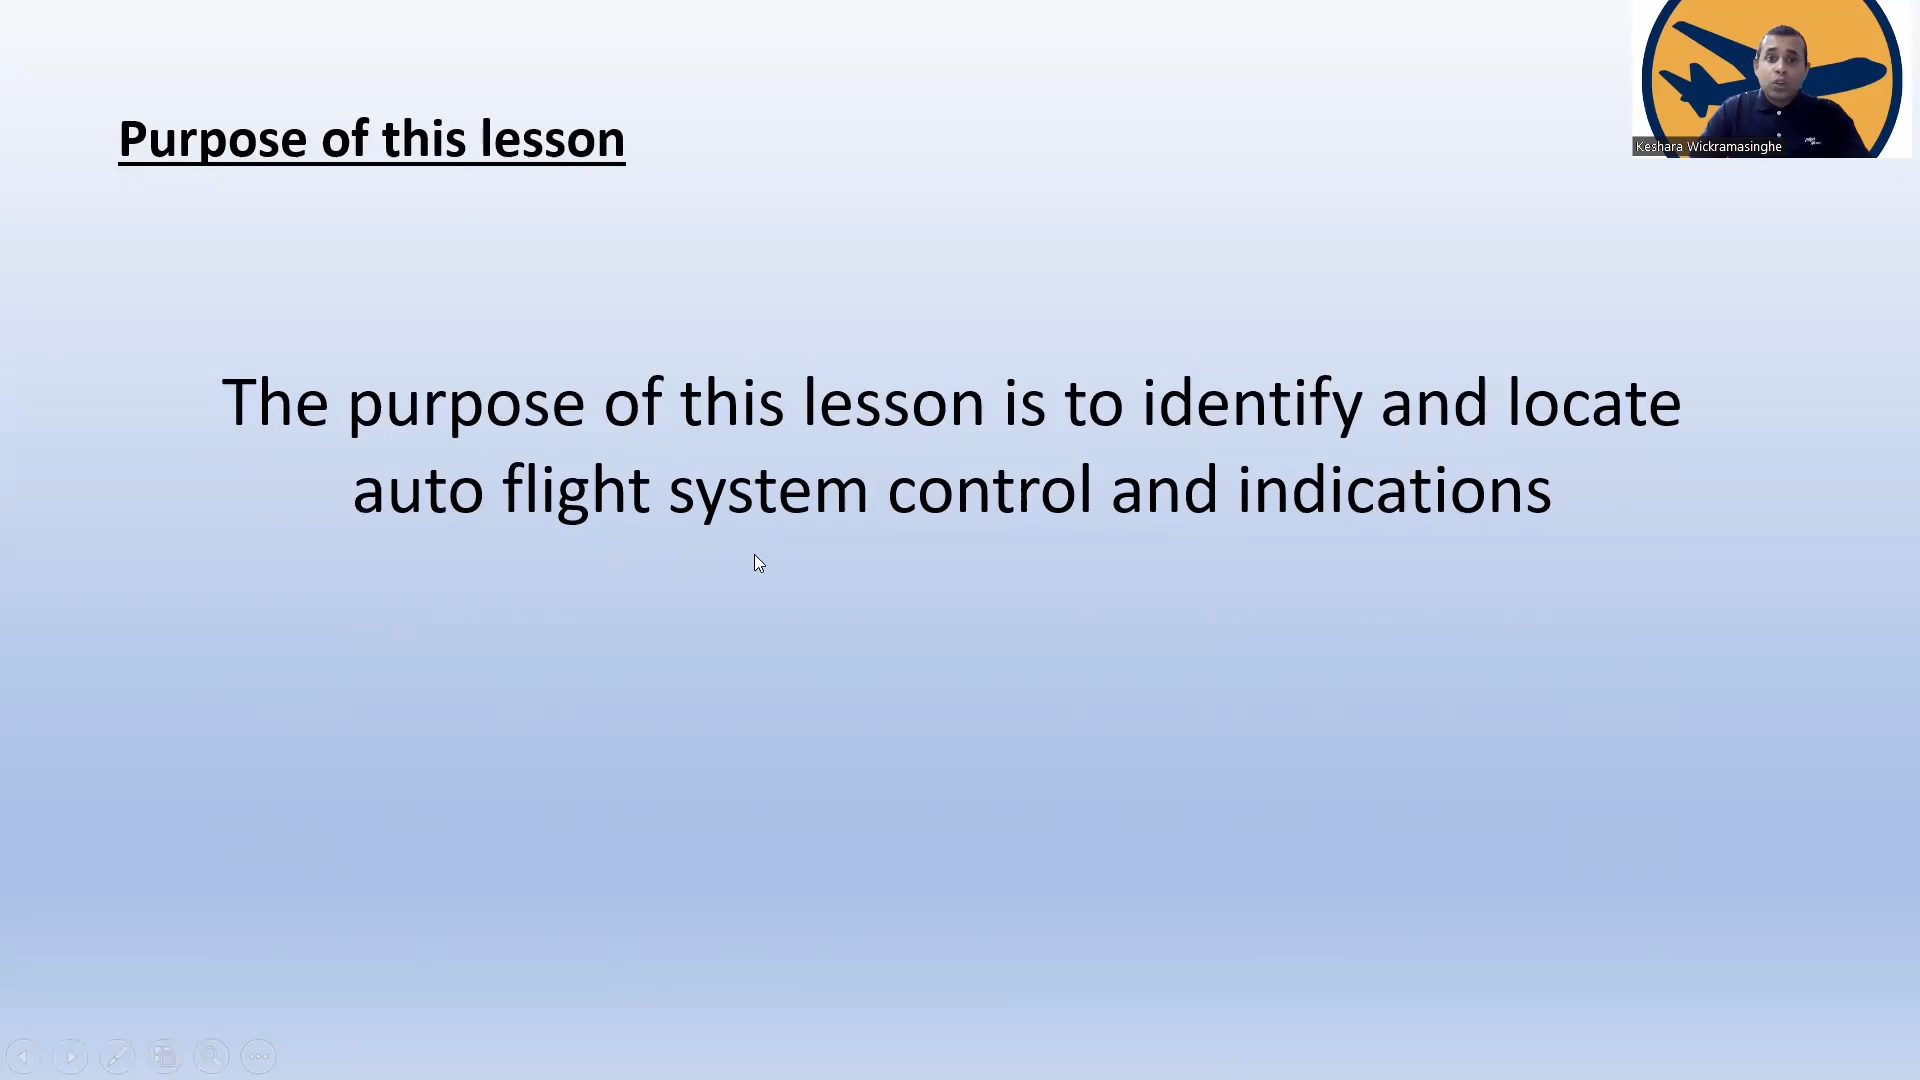 Purpose of this lesson
Keshara Wickramasinghe
The purpose of this lesson is to identify and locate
auto flight system control and indications